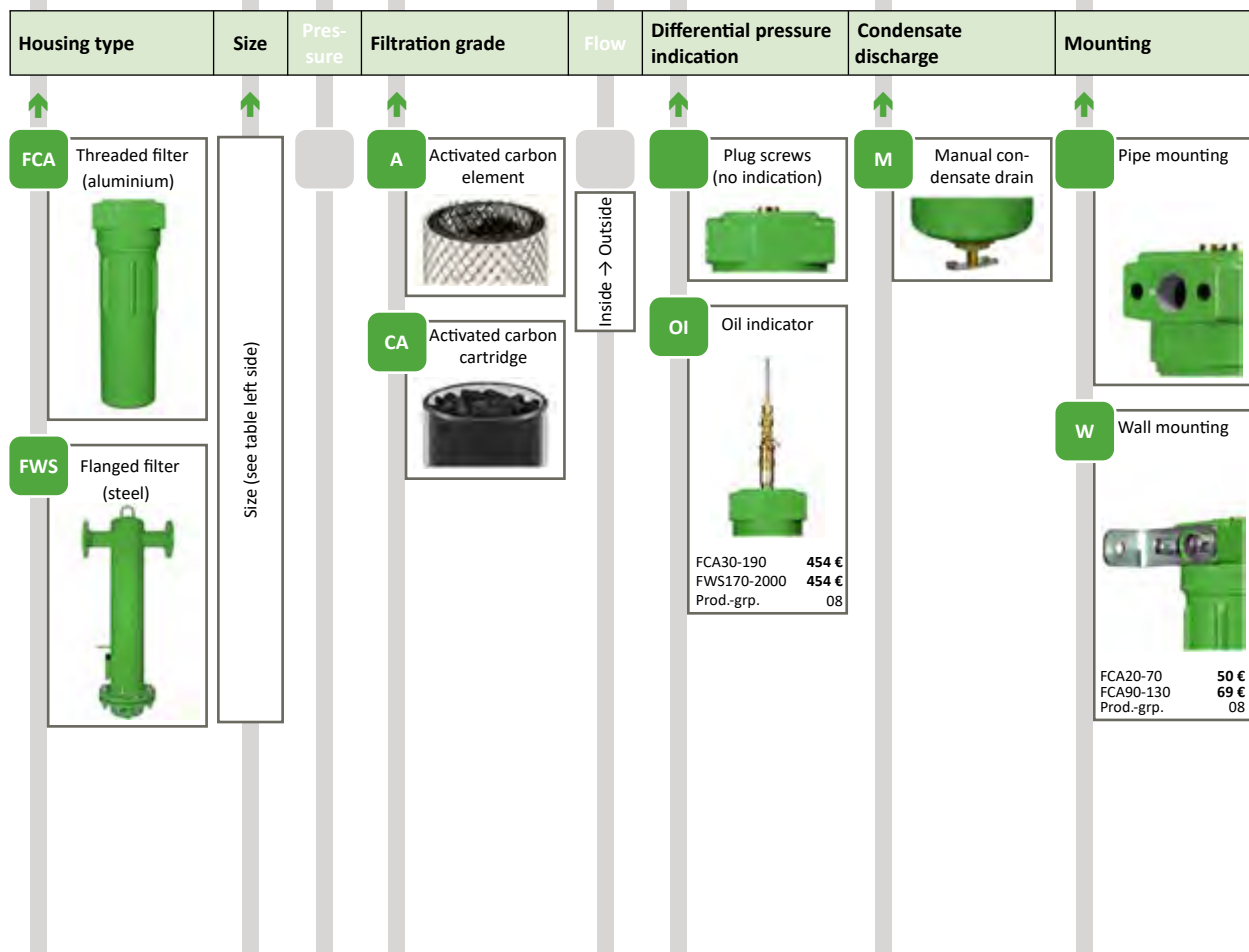 Housing type
Size
Pres-
sure
Filtration grade
Flow
Differential pressure
indication
Condensate
discharge
Mounting
FCA
Threaded filter
(aluminium)
FWS
Flanged filter
(steel)
Size (see table left side)
A
Activated carbon
element
CA
Activated carbon
cartridge
Inside → Outside
Plug screws
(no indication)
OI
Oil indicator
FCA30-190 454 €
FWS170-2000 454 €
Prod.-grp. 08
M
Manual con-
densate drain
Pipe mounting
W
Wall mounting
FCA20-70 50 €
FCA90-130 69 €
Prod.-grp. 08